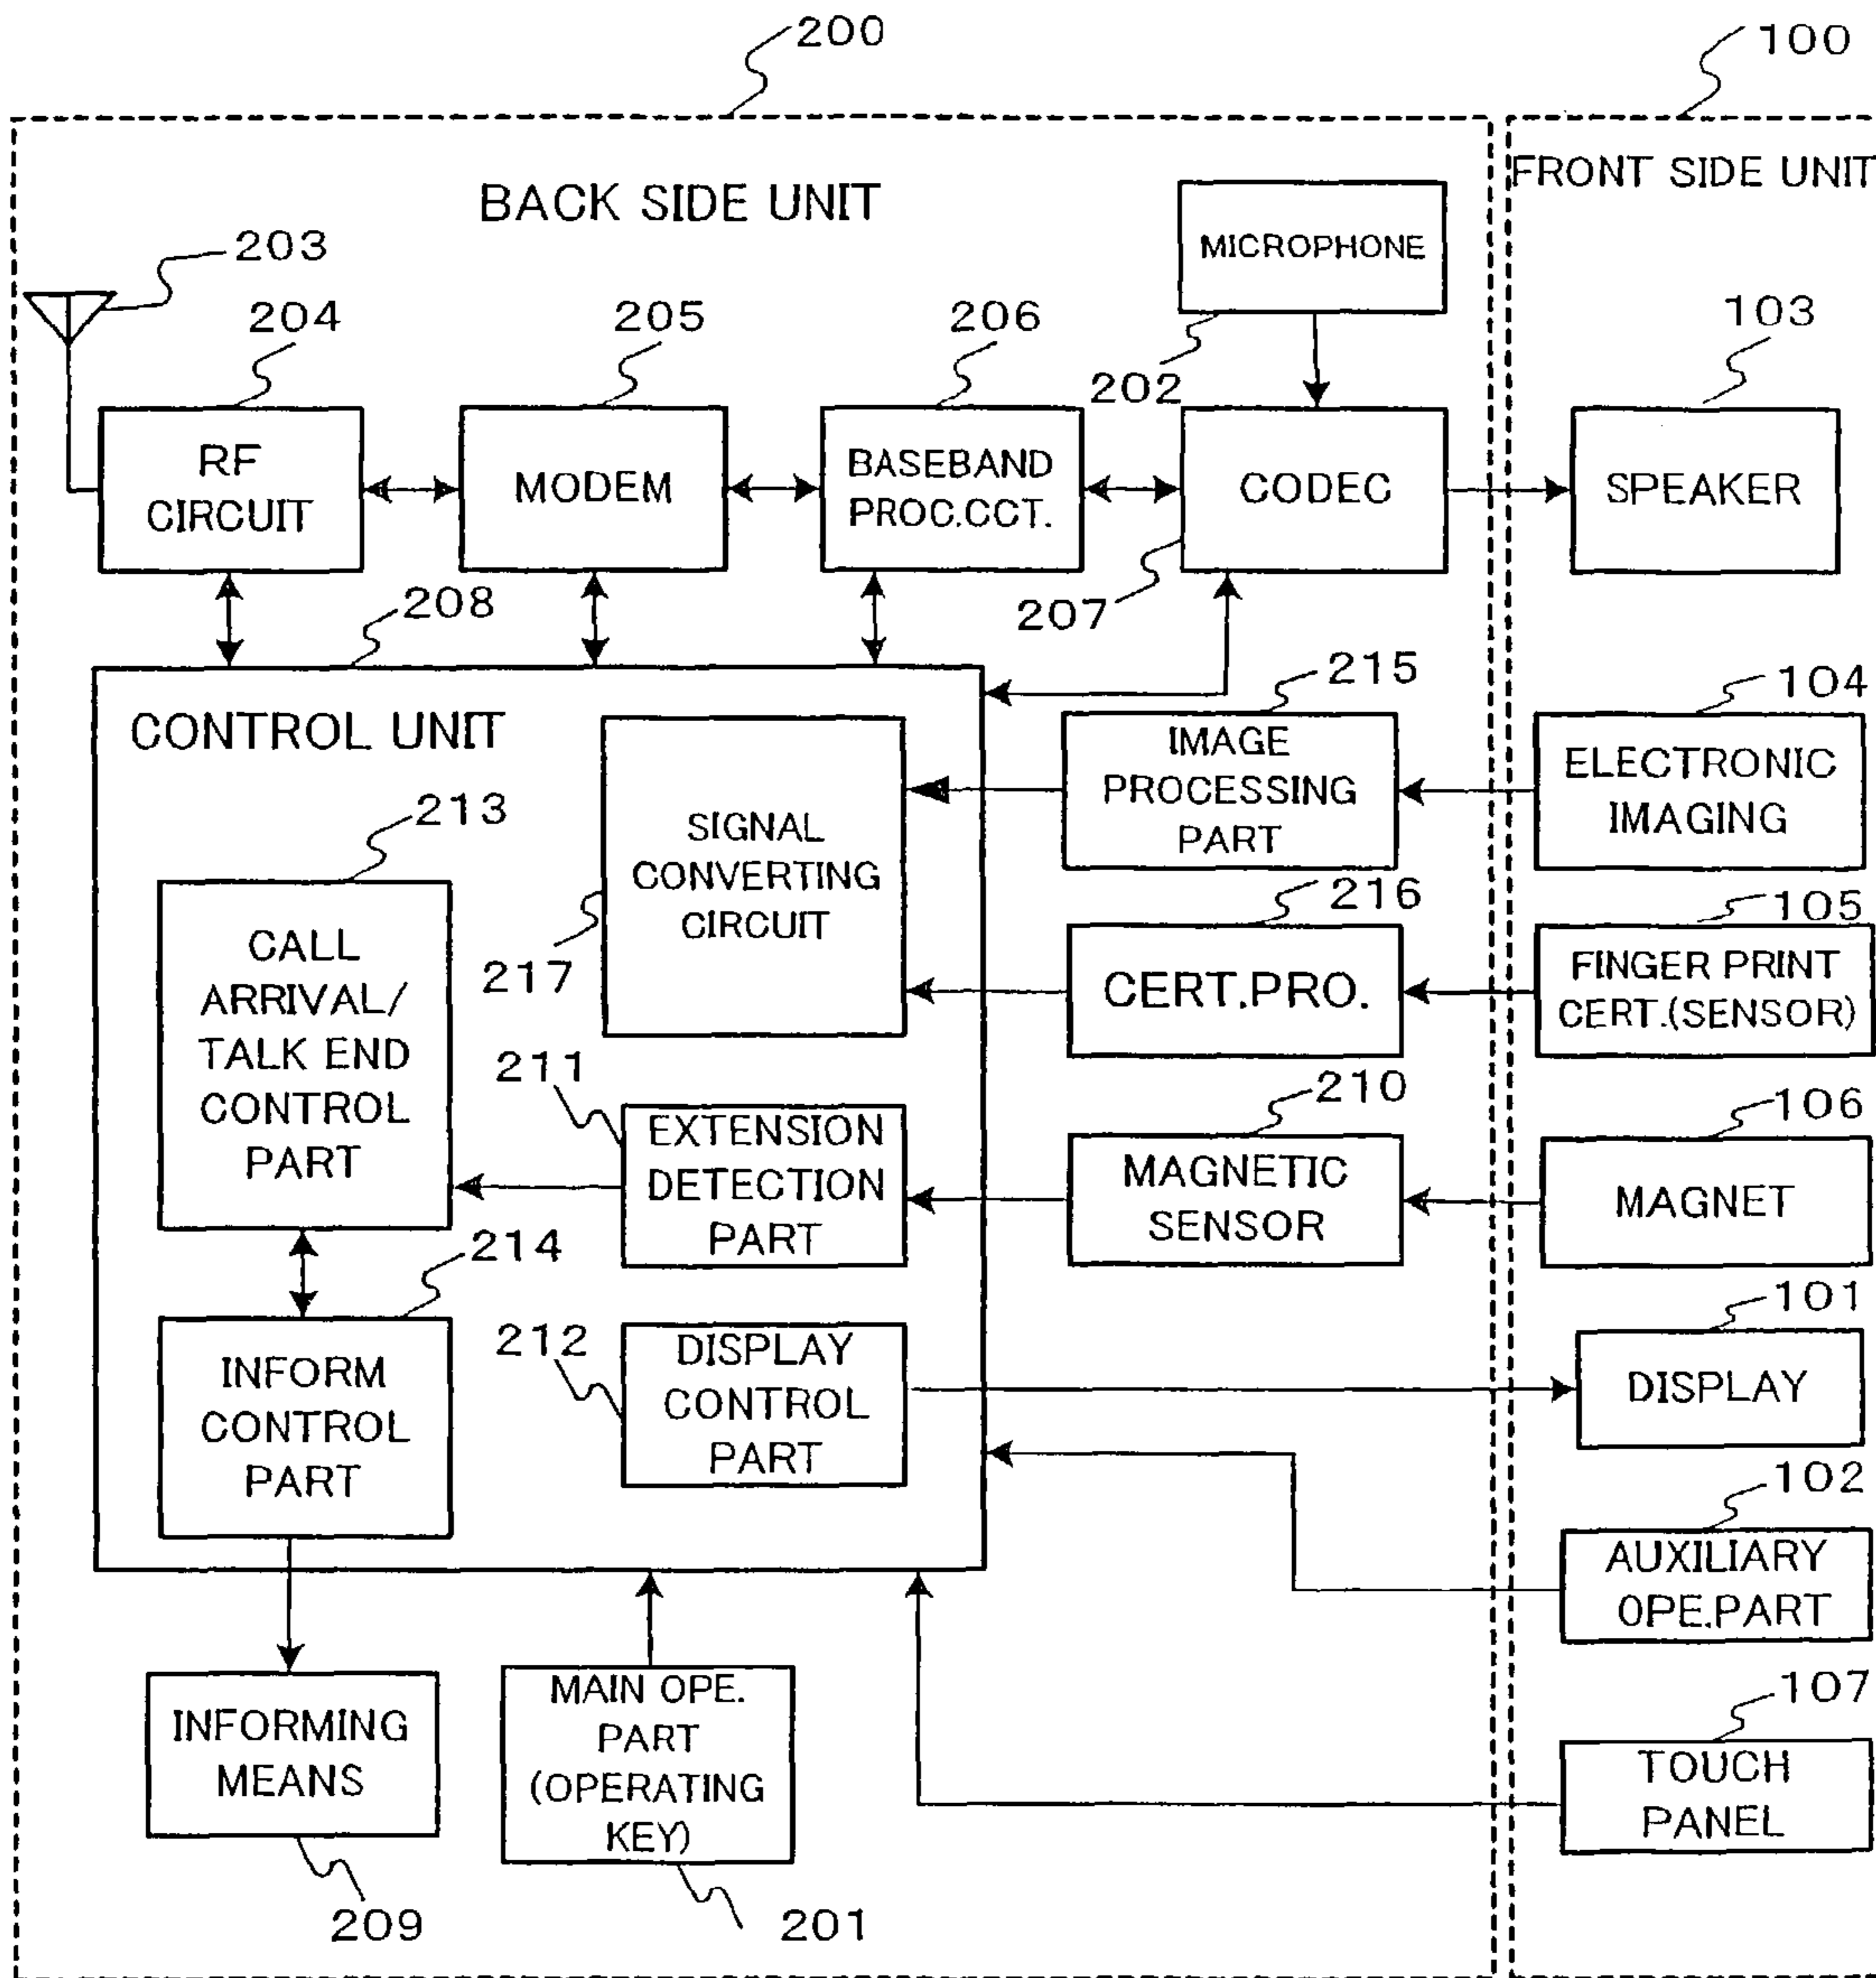 200
100
BACK SIDE UNIT
FRONT SIDE UNIT
MICROPHONE
203
204
205
206
202
103
RF
CIRCUIT
MODEM
BASEBAND
PROC.CCT.
CODEC
SPEAKER
208
207
215
104
CONTROL UNIT
SIGNAL
CONVERTING
CIRCUIT
217
IMAGE
PROCESSING
PART
ELECTRONIC
IMAGING
213
216
105
CALL
ARRIVAL/
TALK END
CONTROL
PART
CERT.PRO.
FINGER PRINT
CERT.(SENSOR)
211
210
106
EXTENSION
DETECTION
PART
MAGNETIC
SENSOR
MAGNET
214
101
INFORM
CONTROL
PART
212
DISPLAY
CONTROL
PART
DISPLAY
102
AUXILIARY
OPE.PART
INFORMING
MEANS
MAIN OPE.
PART
(OPERATING
KEY)
107
TOUCH
PANEL
209
201